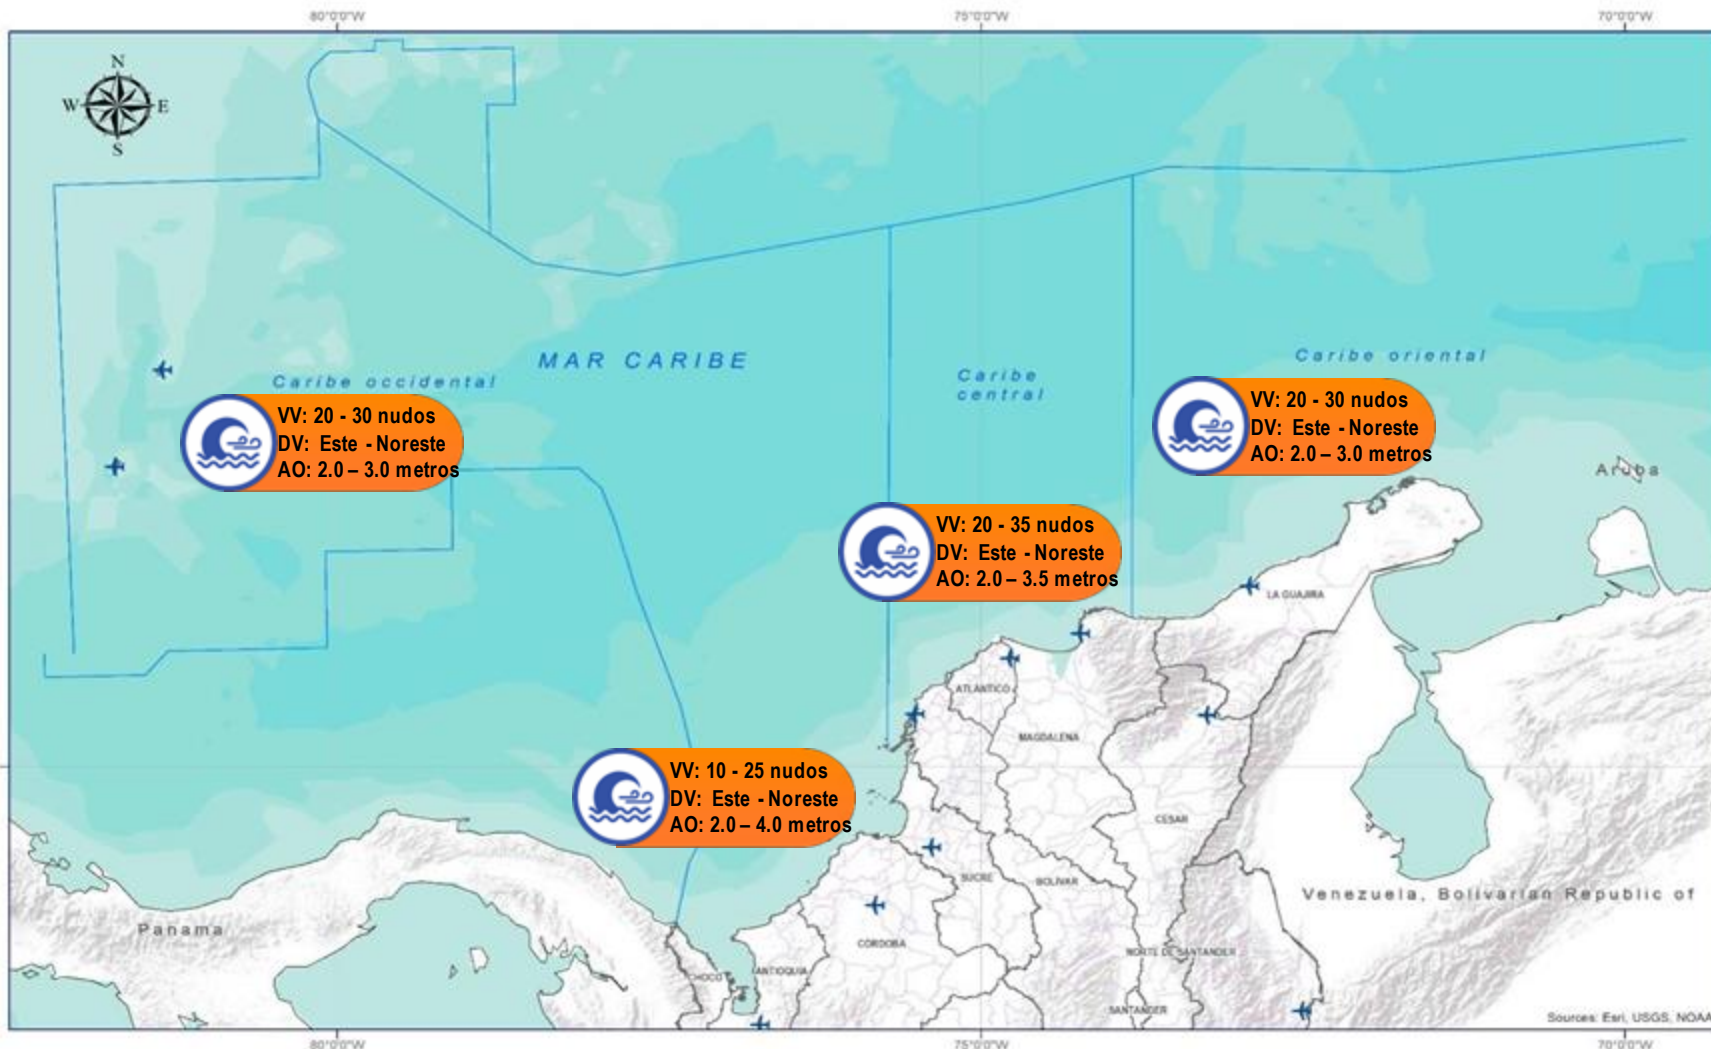 80°0'0"W
75°0'0"W
70°0'0"W
N
W
E
S
MAR CARIBE
Caribe occidental
Caribe
central
Caribe oriental
VV: 20 - 30 nudos
DV: Este - Noreste
AO: 2.0 – 3.0 metros
VV: 20 - 30 nudos
DV: Este - Noreste
AO: 2.0 – 3.0 metros
Aruba
VV: 20 - 35 nudos
DV: Este - Noreste
AO: 2.0 – 3.5 metros
LA GUAJIRA
ATLANTICO
MAGDALENA
VV: 10 - 25 nudos
DV: Este - Noreste
AO: 2.0 – 4.0 metros
CESAR
SUCRE
BOLIVAR
Venezuela, Bolivarian Republic of
Panama
CORDOBA
NORTE DE SANTANDER
CHOCO
ANTIOQUIA
SANTANDER
Sources: Esri, USGS, NOAA
80°0'0"W
75°0'0"W
70°0'0"W